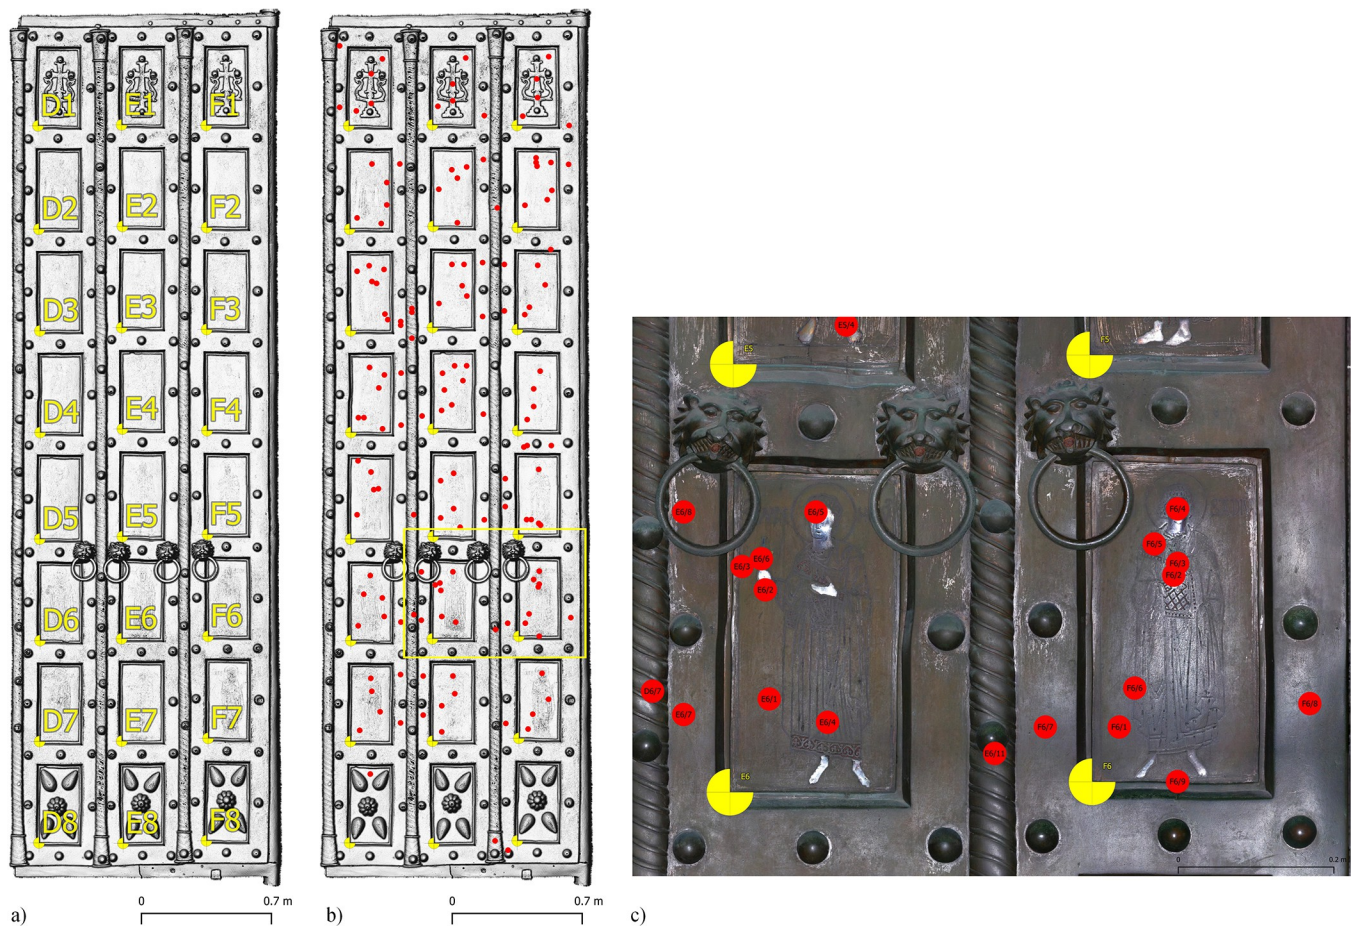 D1 E1 F1
D2 E2 F2
D3 E3 F3
D4 E4 F4
D5 E5 F5
D6 E6 F6
D7 E7 F7
D8 E8 F8
a) 0 0.7 m
b) 0 0.7 m
E5/4
E5 F5
E6/8 E6/5 F6/4
F6/5
E6/6
E6/3 F6/3
E6/2 F6/2
D6/7 E6/1 F6/6
E6/7 E6/4 F6/8
F6/7 F6/1
E6/11
E6 F6 F6/9
0 0.2 m
c)